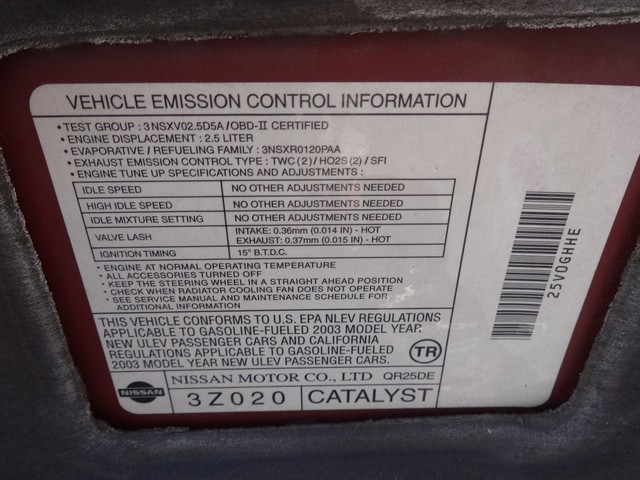 VEHICLE EMISSION CONTROL INFORMATION
• TEST GROUP : 3NSXV02.5D5A / OBD-II CERTIFIED
• ENGINE DISPLACEMENT : 2.5 LITER
• EVAPORATIVE / REFUELING FAMILY : 3NSXR0120PAA
• EXHAUST EMISSION CONTROL TYPE : TWC (2) / HO2S (2) / SFI
• ENGINE TUNE UP SPECIFICATIONS AND ADJUSTMENTS :
IDLE SPEED NO OTHER ADJUSTMENTS NEEDED
HIGH IDLE SPEED NO OTHER ADJUSTMENTS NEEDED
IDLE MIXTURE SETTING NO OTHER ADJUSTMENTS NEEDED
VALVE LASH INTAKE: 0.36mm (0.014 IN) - HOT
EXHAUST: 0.37mm (0.015 IN) - HOT
IGNITION TIMING 15° B.T.D.C.
• ENGINE AT NORMAL OPERATING TEMPERATURE
• ALL ACCESSORIES TURNED OFF
• KEEP THE STEERING WHEEL IN A STRAIGHT AHEAD POSITION
• CHECK WHEN RADIATOR COOLING FAN DOES NOT OPERATE
• SEE SERVICE MANUAL AND MAINTENANCE SCHEDULE FOR
ADDITIONAL INFORMATION
THIS VEHICLE CONFORMS TO U.S. EPA NLEV REGULATIONS
APPLICABLE TO GASOLINE-FUELED 2003 MODEL YEAR
NEW ULEV PASSENGER CARS AND CALIFORNIA
REGULATIONS APPLICABLE TO GASOLINE-FUELED
2003 MODEL YEAR NEW ULEV PASSENGER CARS.
TR
NISSAN
NISSAN MOTOR CO., LTD QR25DE
3Z020 CATALYST
25VOGHHE